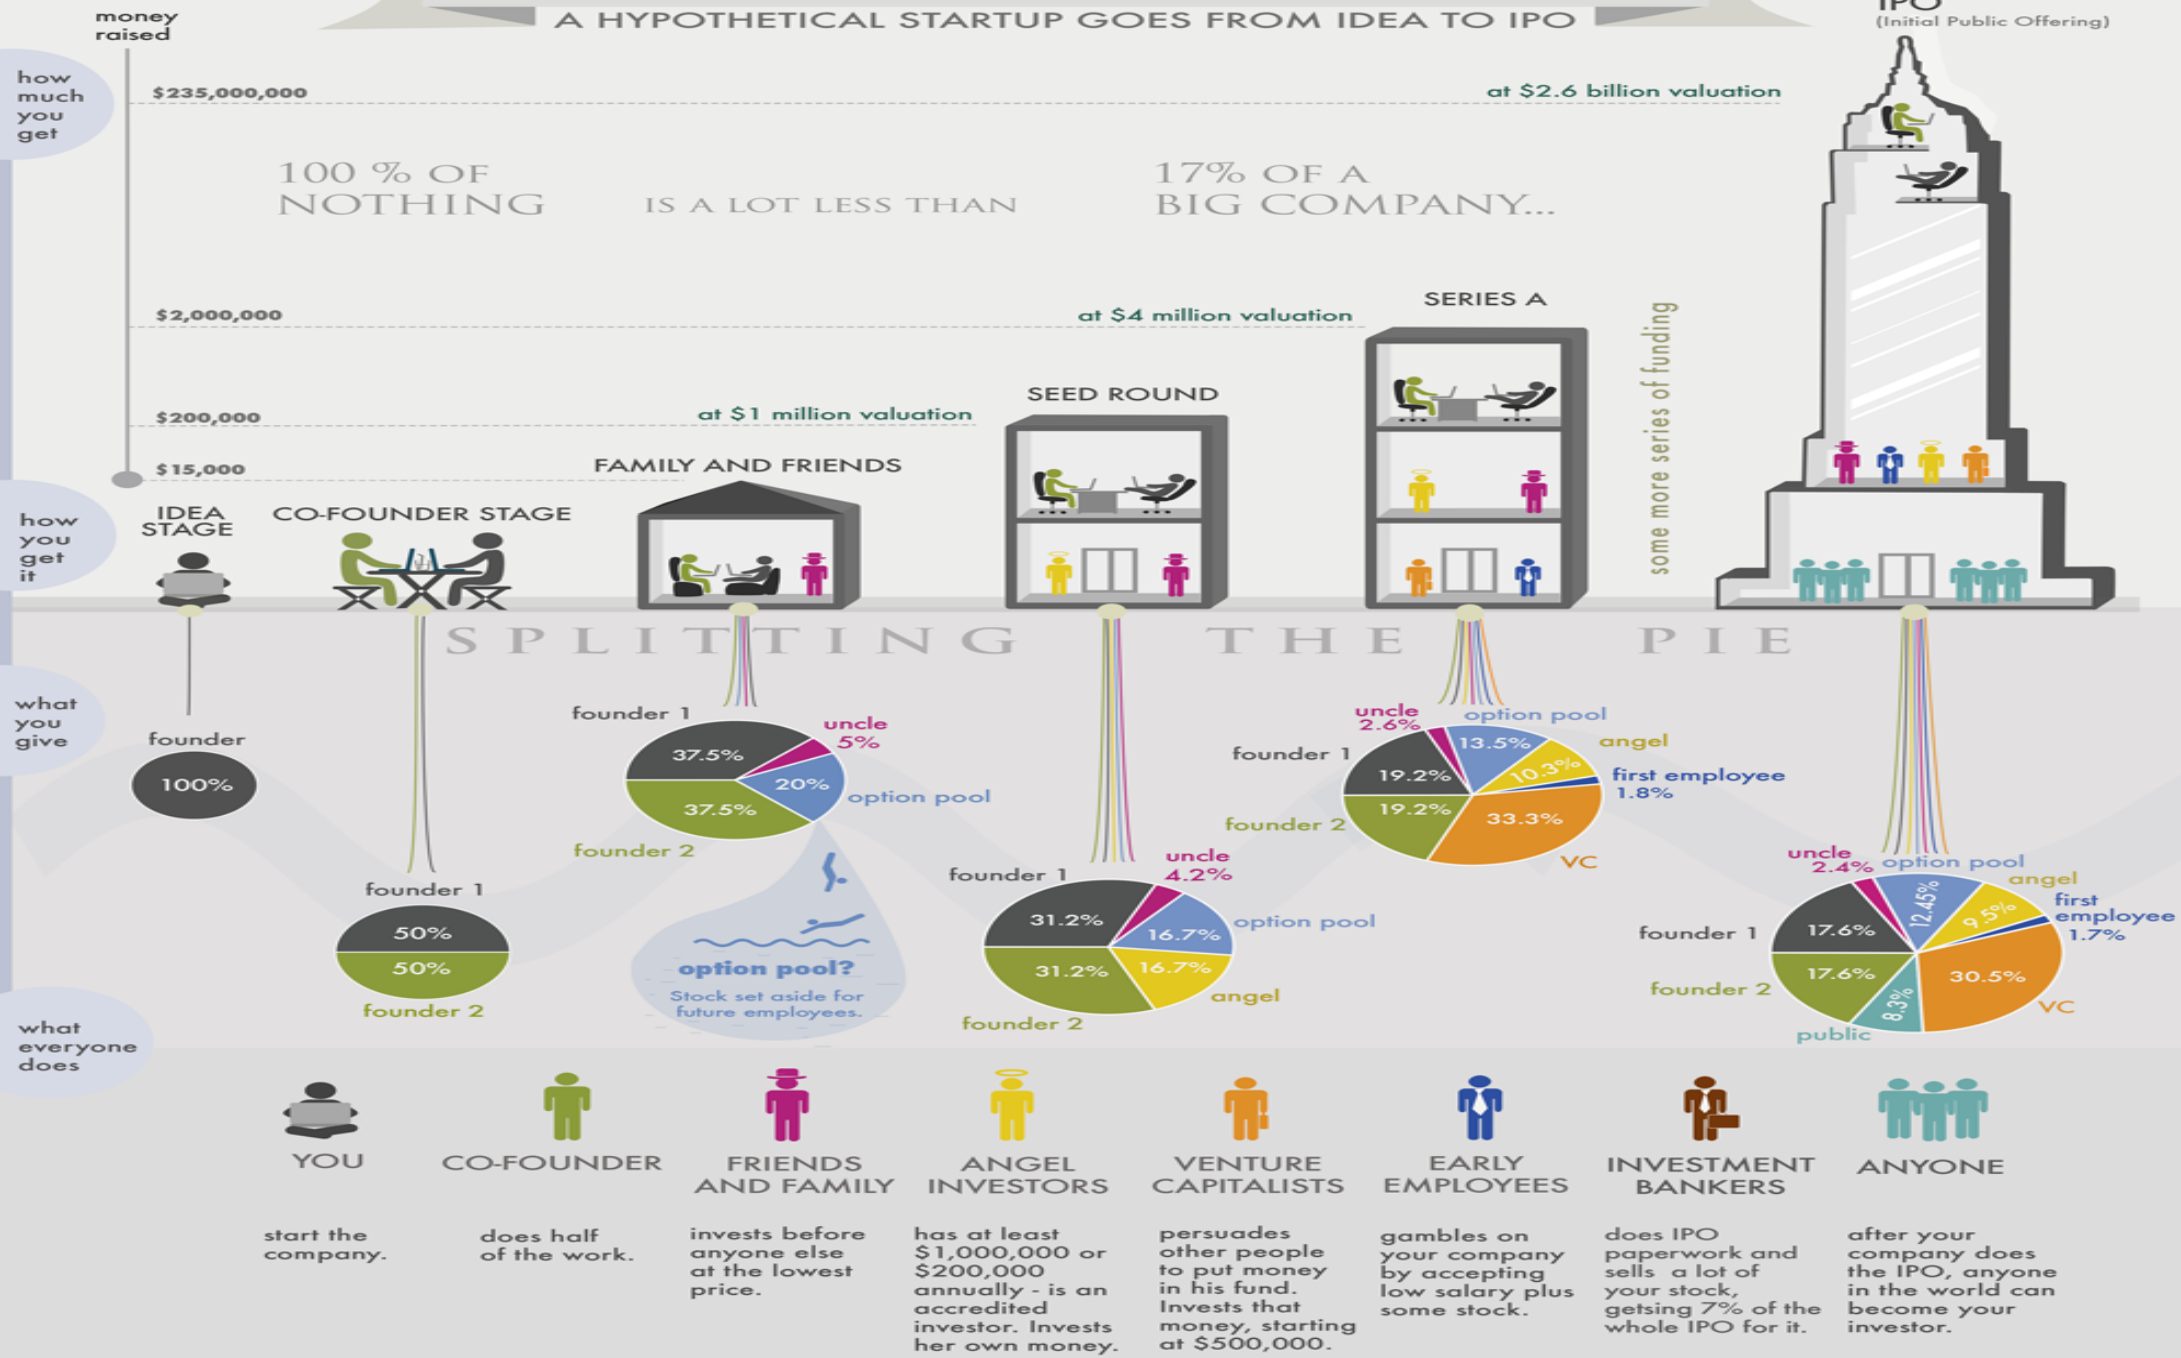 money
raised
A HYPOTHETICAL STARTUP GOES FROM IDEA TO IPO
IPO
(Initial Public Offering)
how
much
you
get
$235,000,000
at $2.6 billion valuation
100 % OF
NOTHING
IS A LOT LESS THAN
17% OF A
BIG COMPANY...
$2,000,000
at $4 million valuation
SERIES A
some more series of funding
$200,000
at $1 million valuation
SEED ROUND
$15,000
FAMILY AND FRIENDS
IDEA
STAGE
CO-FOUNDER STAGE
how
you
get
it
SPLITTING THE PIE
what
you
give
founder
100%
founder 1
50%
50%
founder 2
founder 1
37.5%
uncle
5%
20%
option pool
37.5%
founder 2
option pool?
Stock set aside for
future employees.
founder 1
31.2%
uncle
4.2%
option pool
16.7%
31.2%
16.7%
angel
founder 2
uncle
2.6%
option pool
13.5%
founder 1
19.2%
angel
10.3%
first employee
1.8%
19.2%
founder 2
33.3%
VC
uncle
2.4%
option pool
12.45%
angel
9.5%
first
employee
1.7%
founder 1
17.6%
17.6%
founder 2
30.5%
VC
8.3%
public
what
everyone
does
YOU
start the
company.
CO-FOUNDER
does half
of the work.
FRIENDS
AND FAMILY
invests before
anyone else
at the lowest
price.
ANGEL
INVESTORS
has at least
$1,000,000 or
$200,000
annually - is an
accredited
investor. Invests
her own money.
VENTURE
CAPITALISTS
persuades
other people
to put money
in his fund.
Invests that
money, starting
at $500,000.
EARLY
EMPLOYEES
gambles on
your company
by accepting
low salary plus
some stock.
INVESTMENT
BANKERS
does IPO
paperwork and
sells a lot of
your stock,
getsing 7% of the
whole IPO for it.
ANYONE
after your
company does
the IPO, anyone
in the world can
become your
investor.